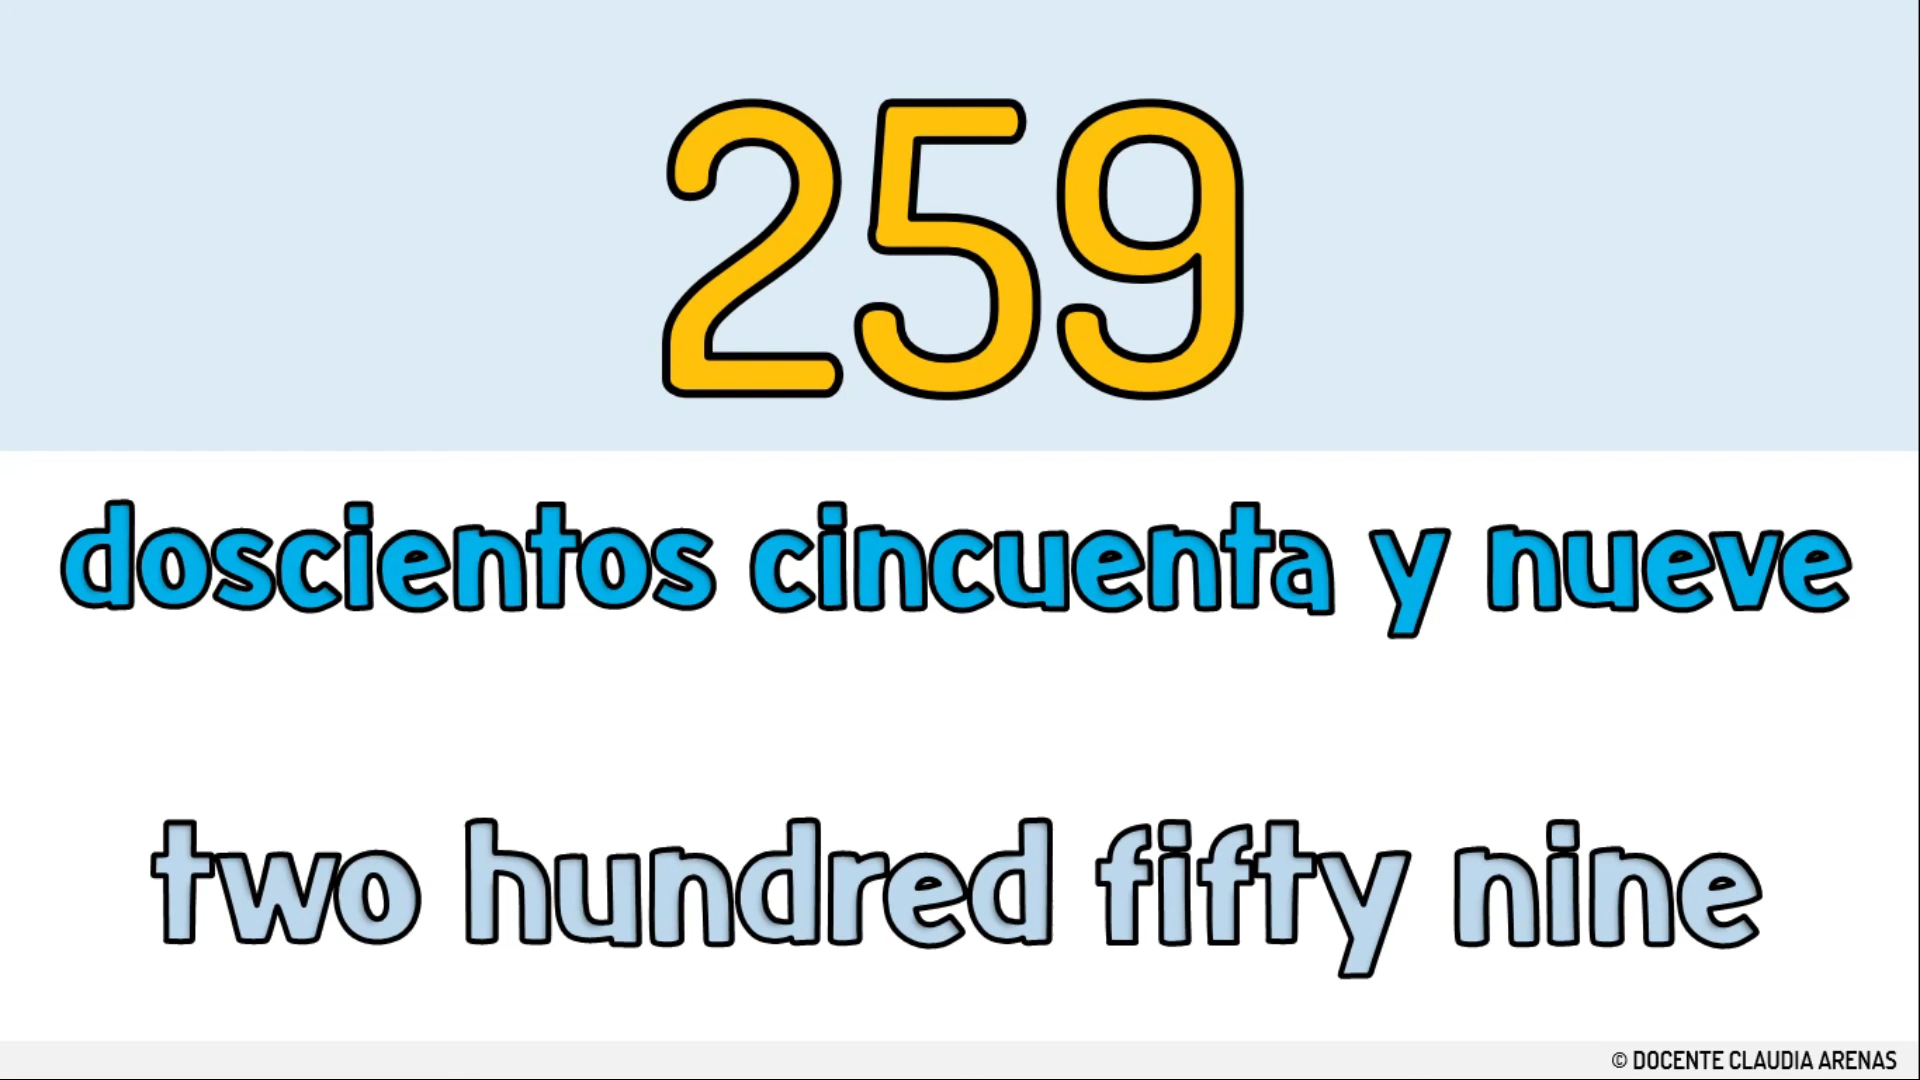 259
doscientos cincuenta y nueve
two hundred fifty nine
© DOCENTE CLAUDIA ARENAS